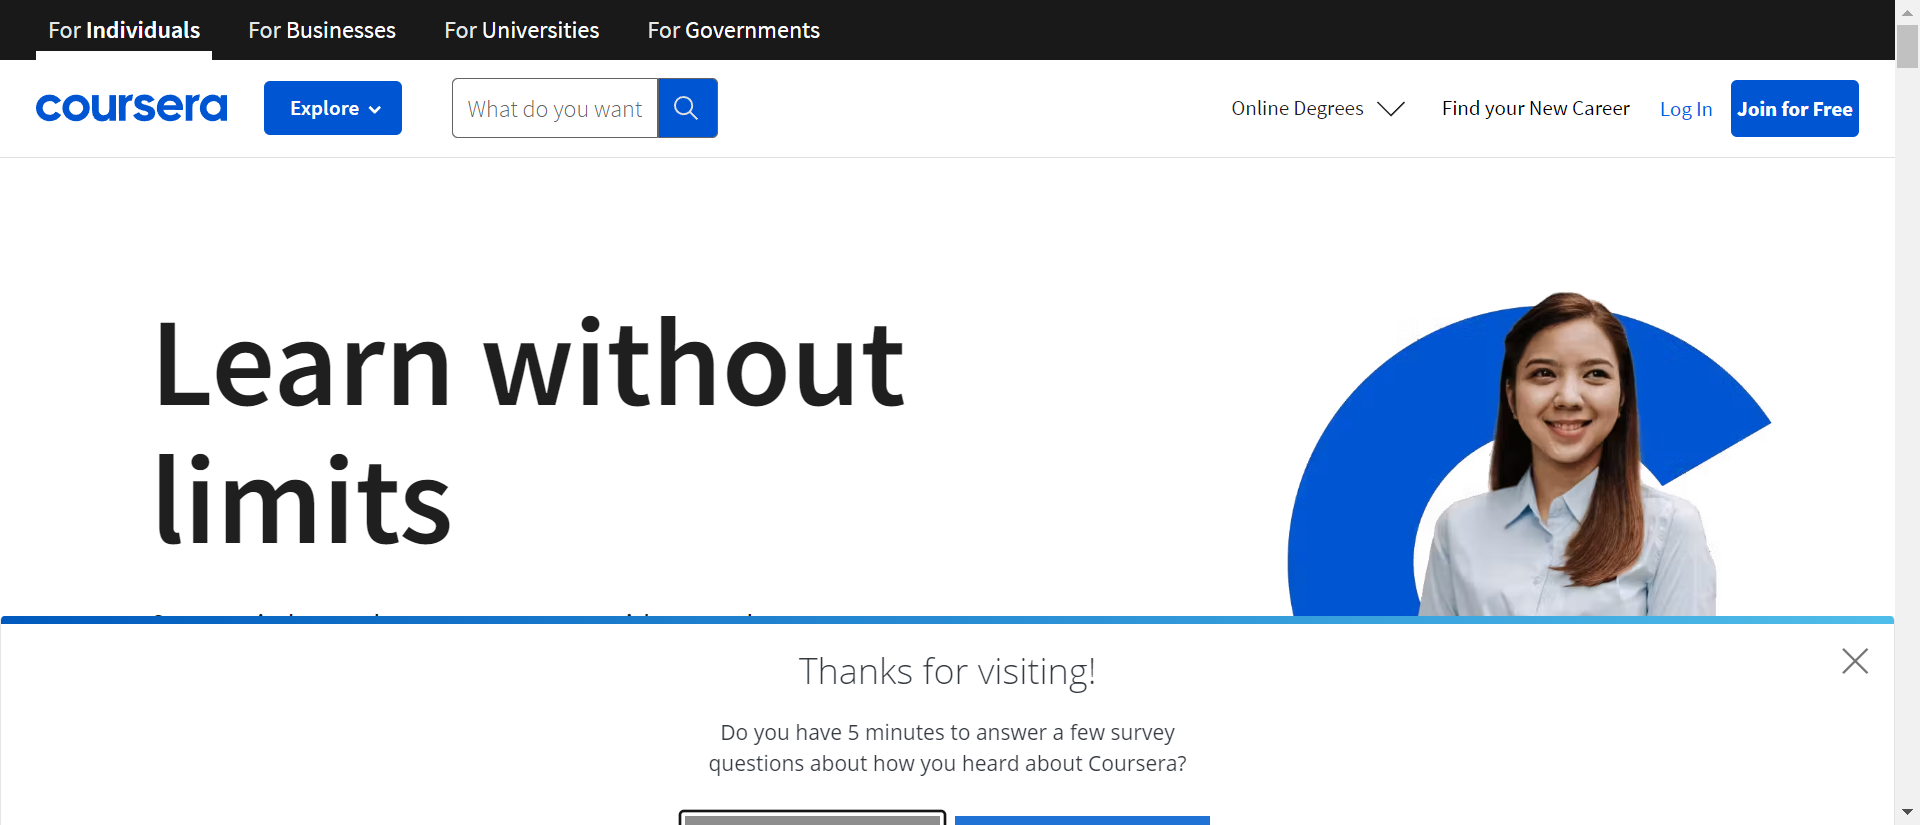 For Individuals For Businesses For Universities For Governments
coursera Explore What do you want Online Degrees Find your New Career Log In Join for Free
Learn without
limits
Thanks for visiting!
Do you have 5 minutes to answer a few survey
questions about how you heard about Coursera?